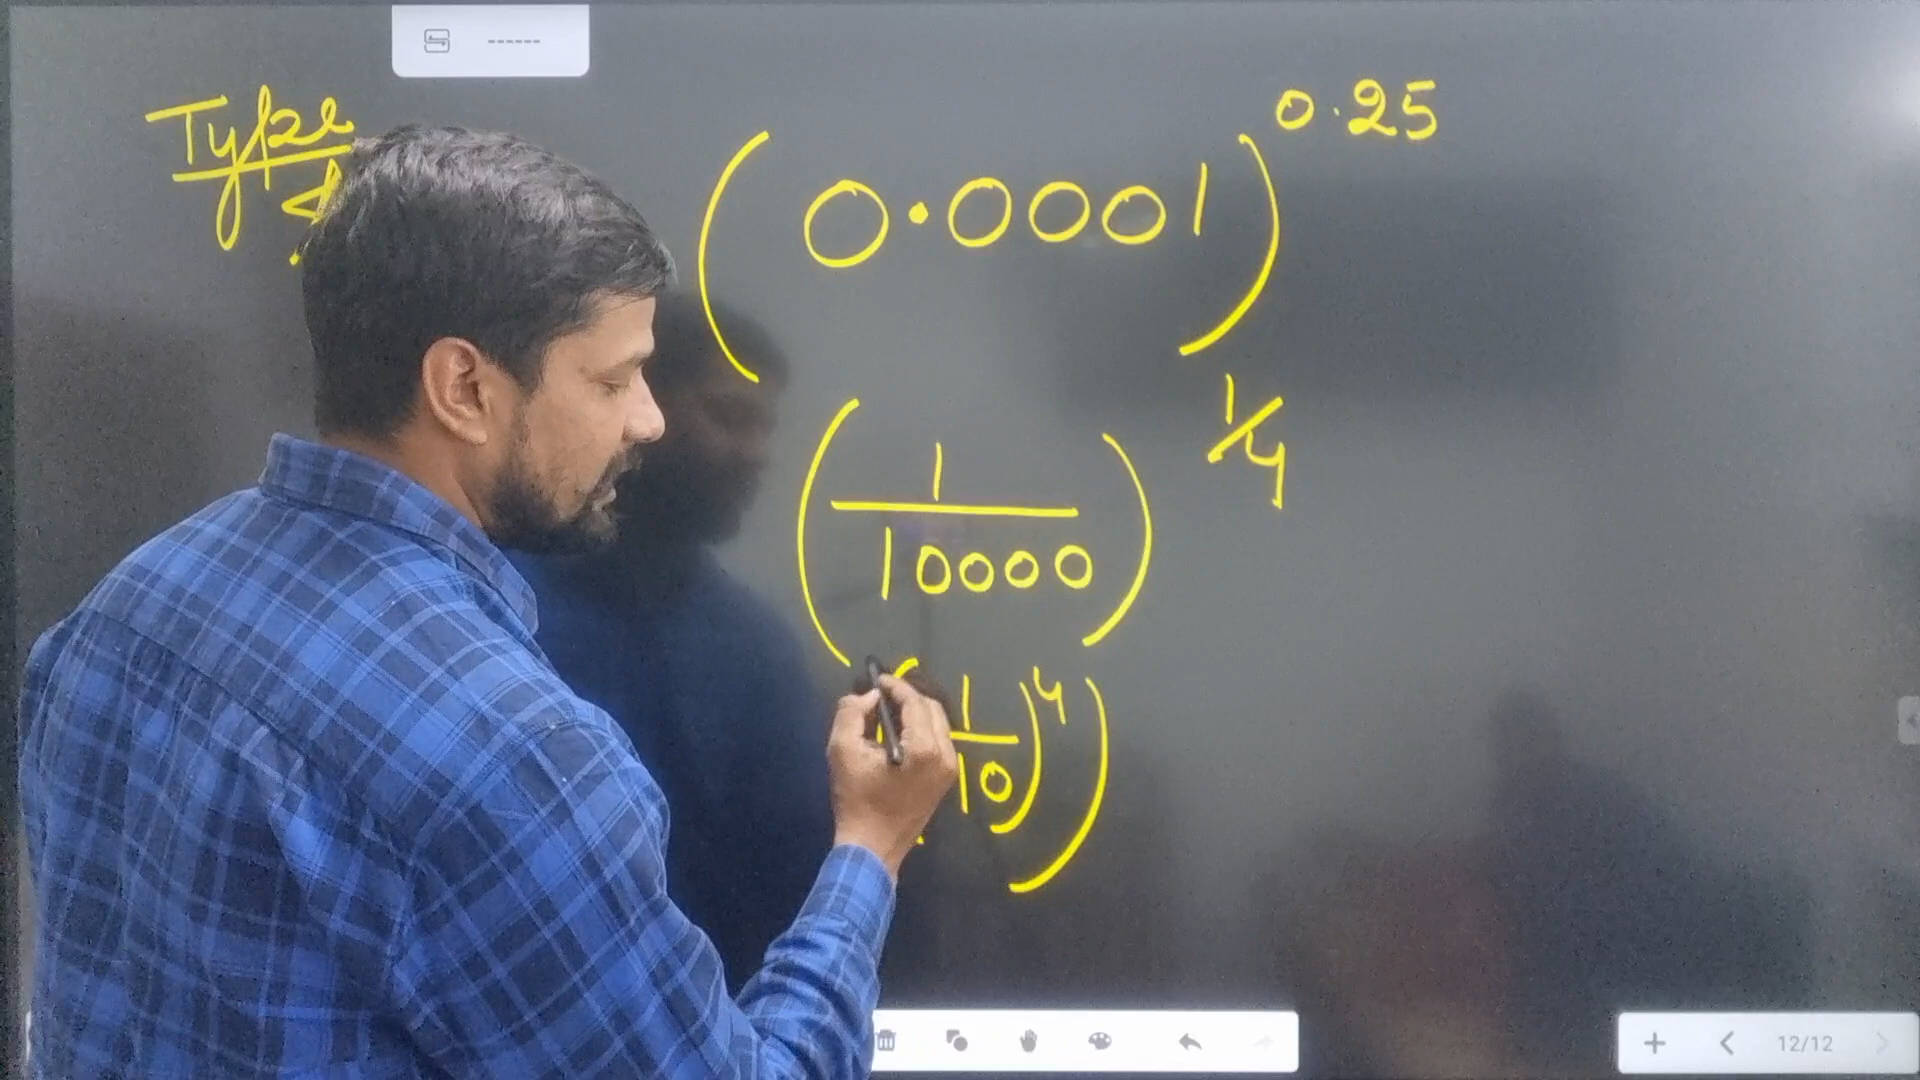 Type
(0.0001)^0.25
(1/10000)^1/4
((1/10)^4)
12/12